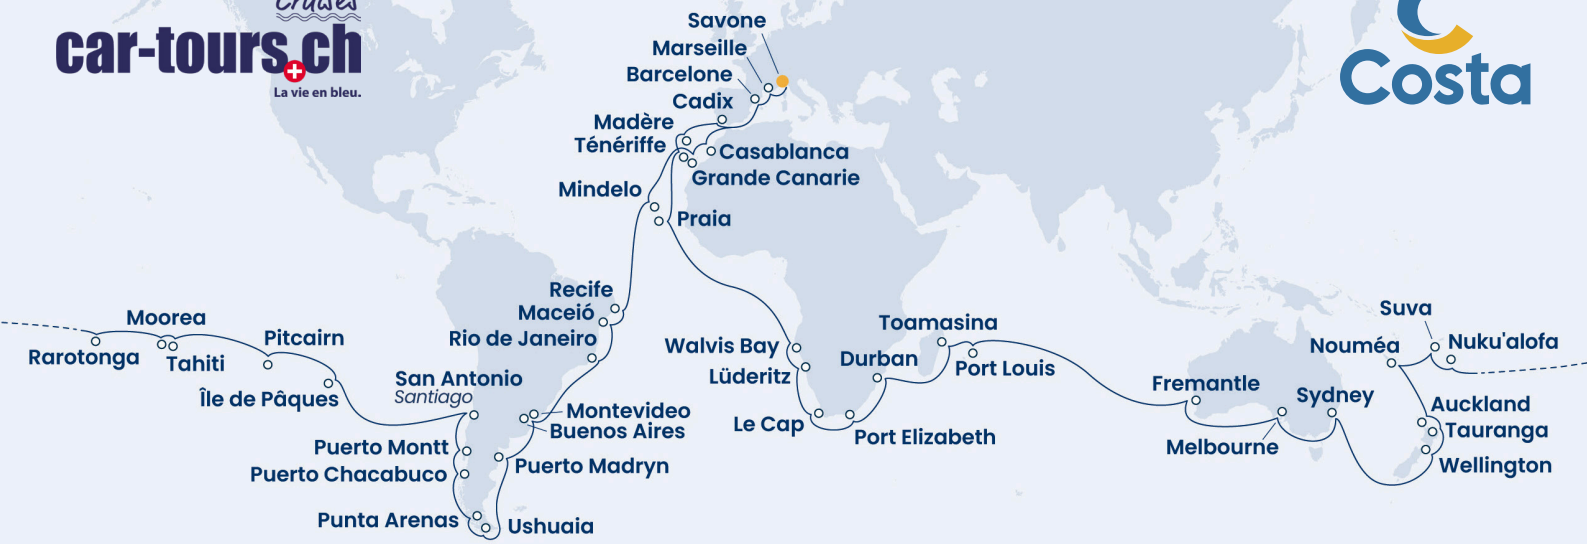 Cruises
car-tours.ch
La vie en bleu.
Costa
Savone
Marseille
Barcelone
Cadix
Madère
Ténériffe
Casablanca
Grande Canarie
Mindelo
Praia
Recife
Maceió
Rio de Janeiro
Moorea
Pitcairn
Rarotonga
Tahiti
Île de Pâques
San Antonio
Santiago
Montevideo
Buenos Aires
Puerto Montt
Puerto Chacabuco
Puerto Madryn
Punta Arenas
Ushuaia
Walvis Bay
Lüderitz
Le Cap
Port Elizabeth
Durban
Toamasina
Port Louis
Fremantle
Melbourne
Sydney
Suva
Nouméa
Nuku'alofa
Auckland
Tauranga
Wellington